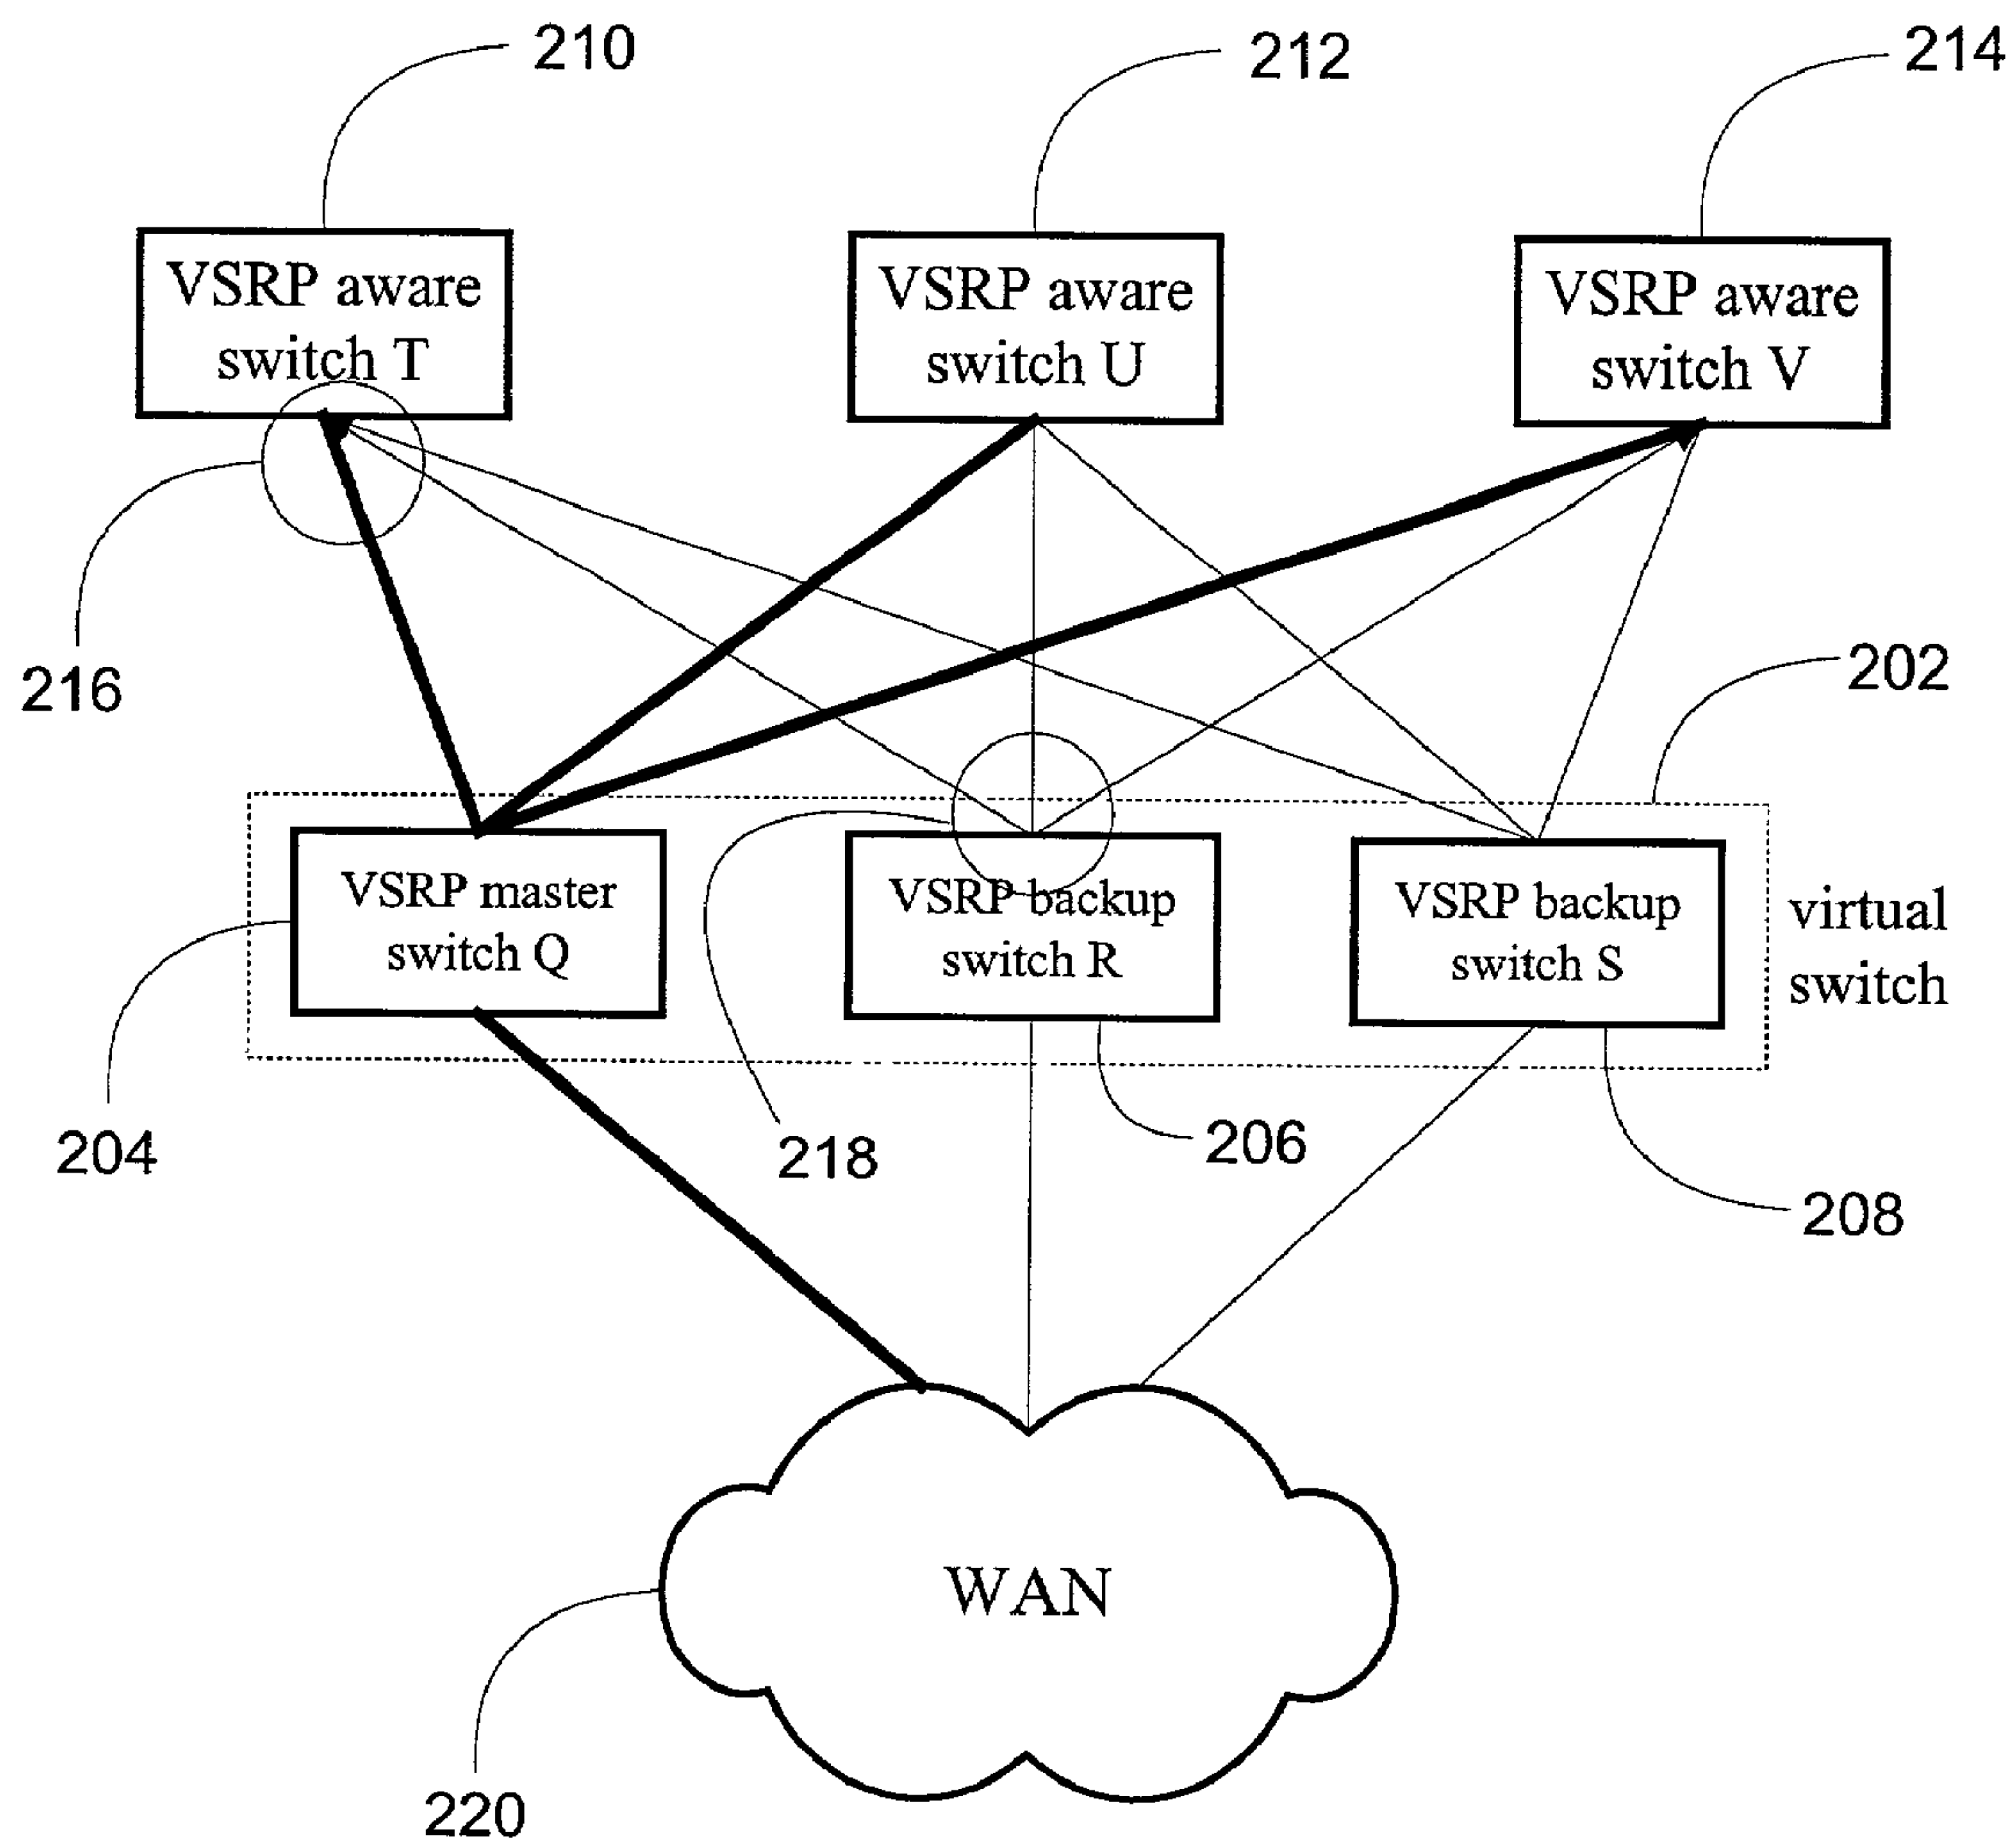 210
212
214
VSRP aware
switch T
VSRP aware
switch U
VSRP aware
switch V
216
202
VSRP master
switch Q
VSRP backup
switch R
VSRP backup
switch S
virtual
switch
204
218
206
208
WAN
220